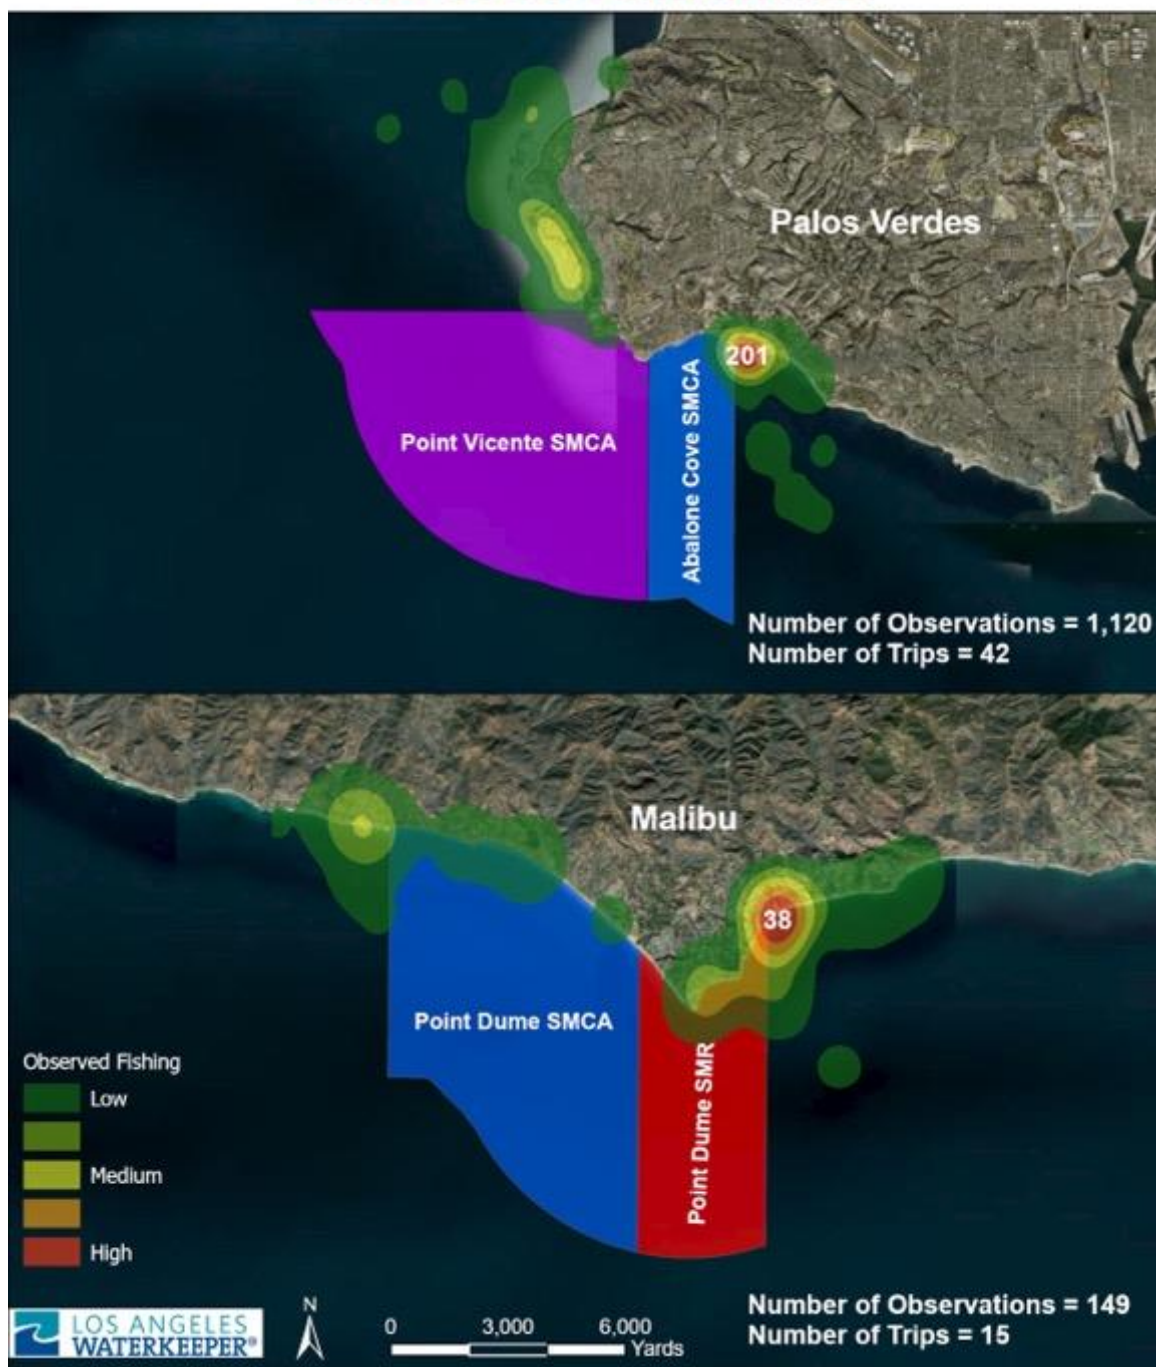 Palos Verdes
201
Point Vicente SMCA
Abalone Cove SMCA
Number of Observations = 1,120
Number of Trips = 42
Malibu
38
Point Dume SMCA
Point Dume SMR
Observed Fishing
Low
Medium
High
LOS ANGELES
WATERKEEPER®
N
0 3,000 6,000
Yards
Number of Observations = 149
Number of Trips = 15